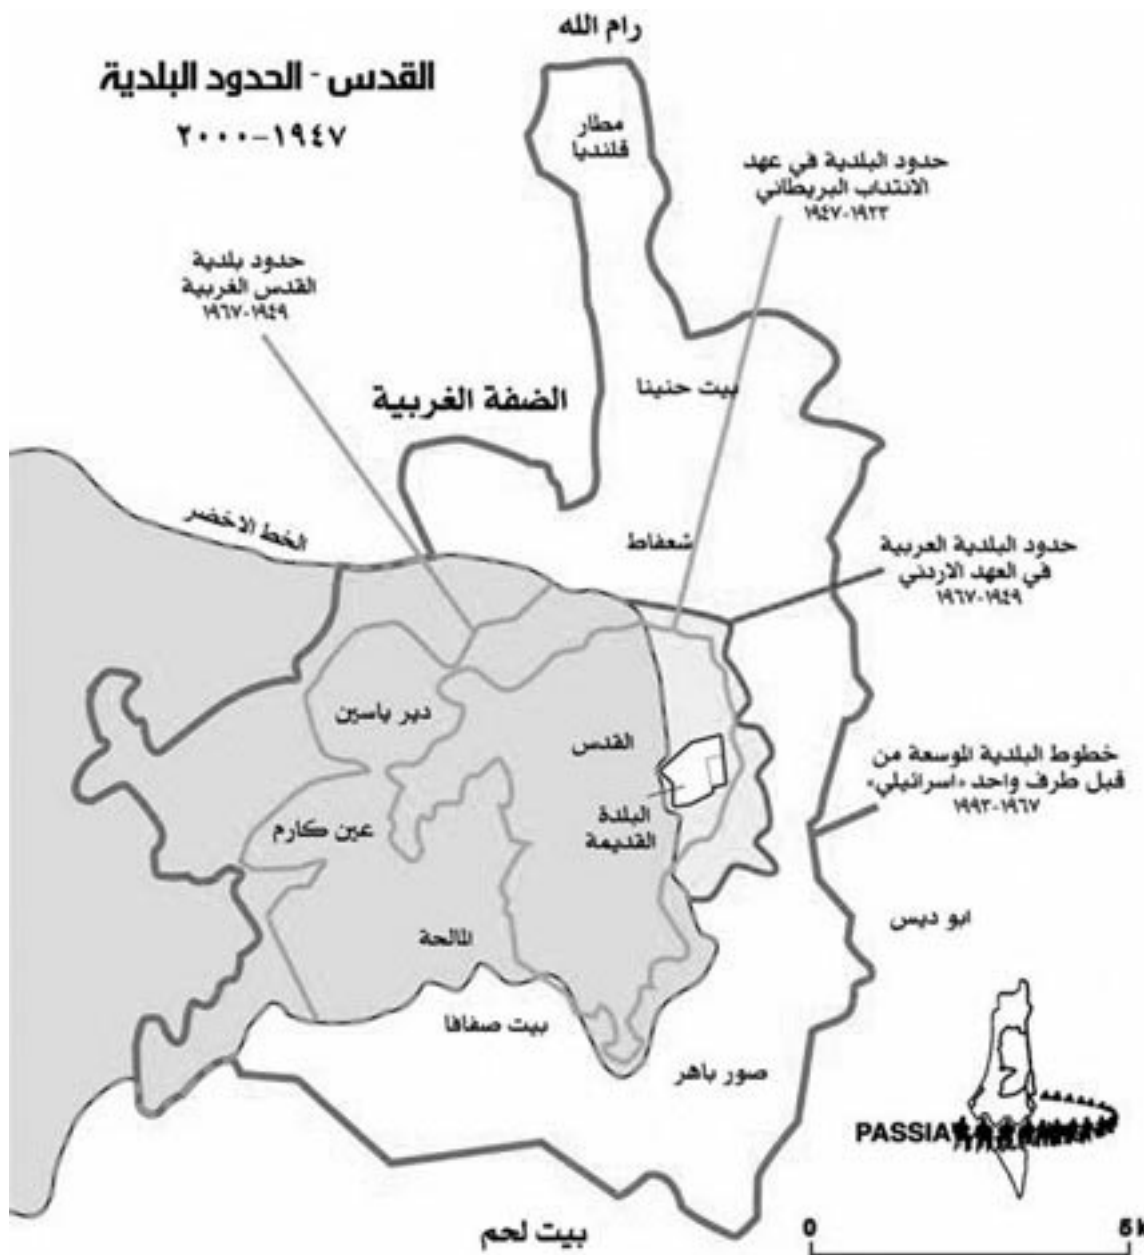 رام الله
القدس - الحدود البلدية
١٩٤٧-٢٠٠٠
مطار
قلنديا
حدود البلدية في عهد
الانتداب البريطاني
١٩٢٣-١٩٤٧
حدود بلدية
القدس الغربية
١٩٤٩-١٩٦٧
الضفة الغربية
بيت حنينا
الخط الاخضر
شعفاط
حدود البلدية العربية
في العهد الاردني
١٩٤٩-١٩٦٧
دير ياسين
القدس
خطوط البلدية الموسعة من
قبل طرف واحد «اسرائيلي»
١٩٦٧-١٩٩٣
البلدة
القديمة
عين كارم
ابو ديس
المالحة
بيت صفافا
صور باهر
PASSIA
بيت لحم
0 5